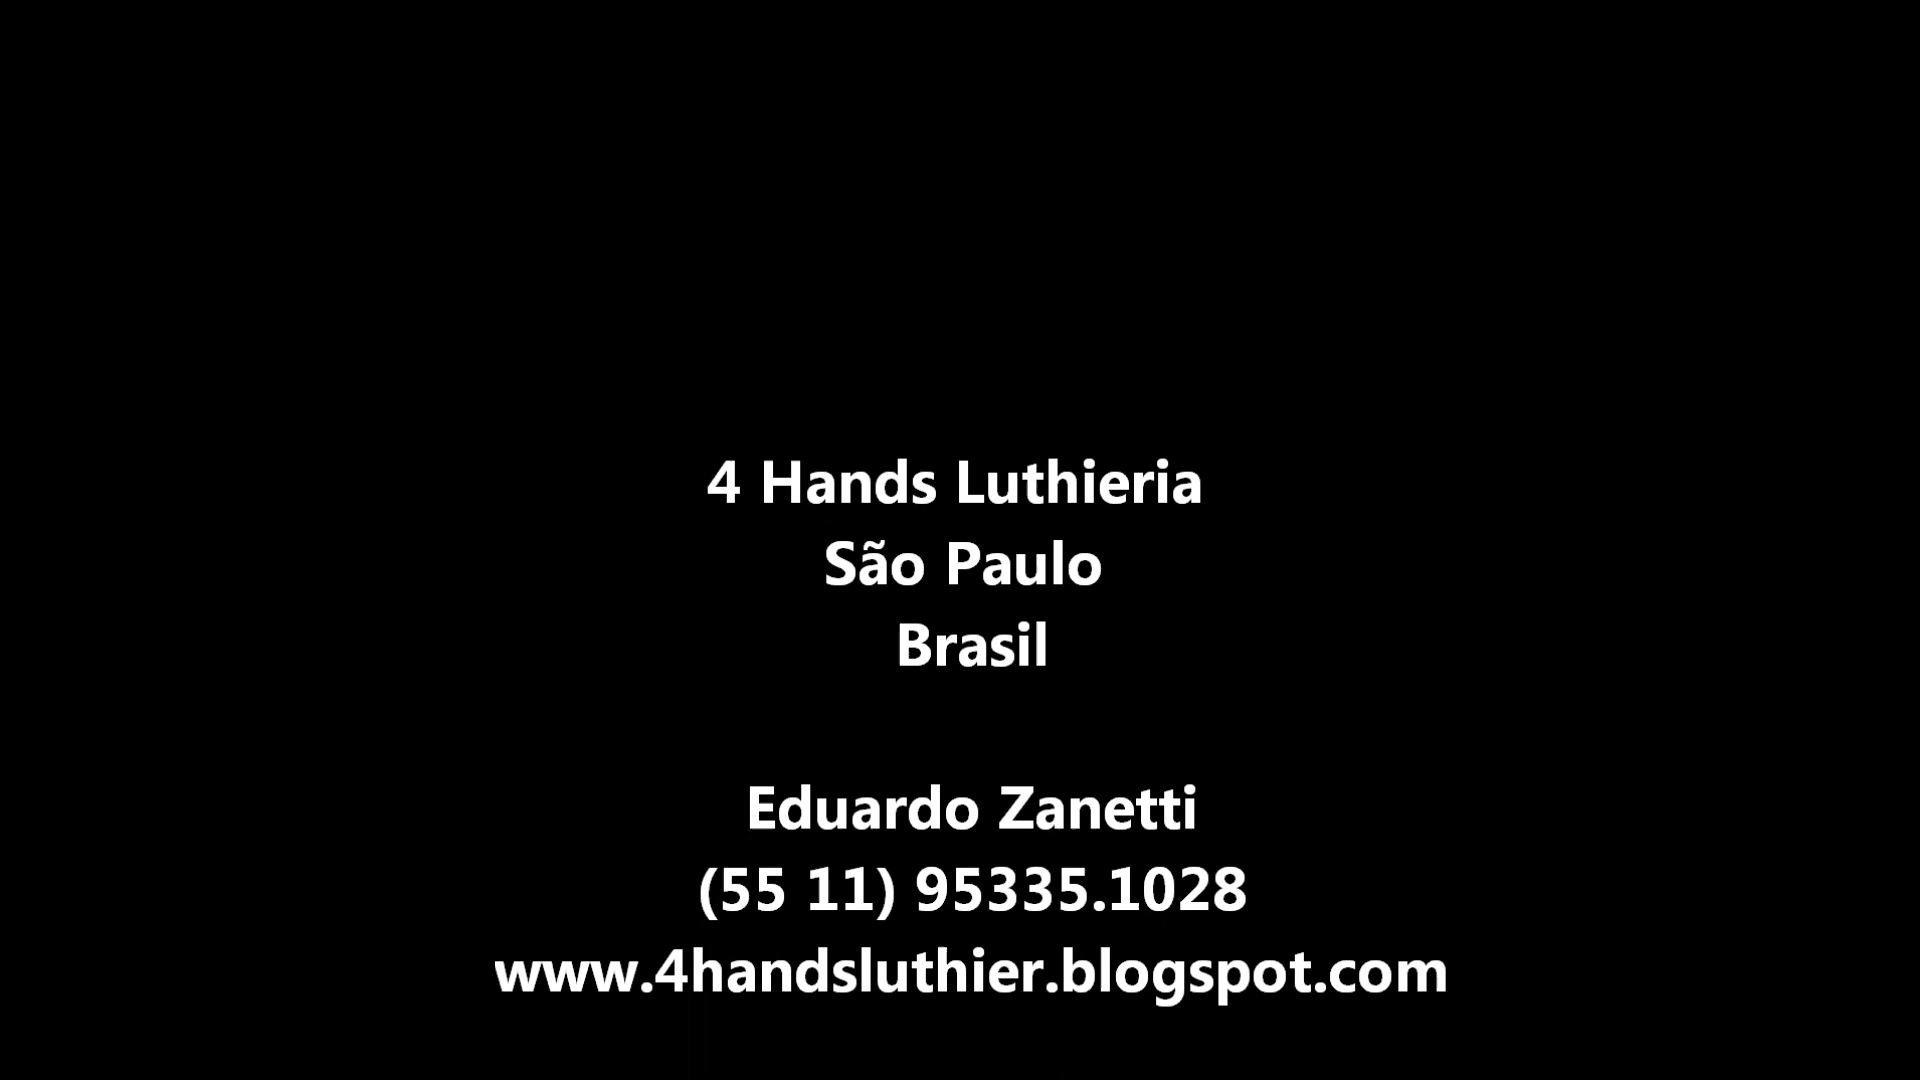 4 Hands Luthieria
São Paulo
Brasil
Eduardo Zanetti
(55 11) 95335.1028
www.4handsluthier.blogspot.com